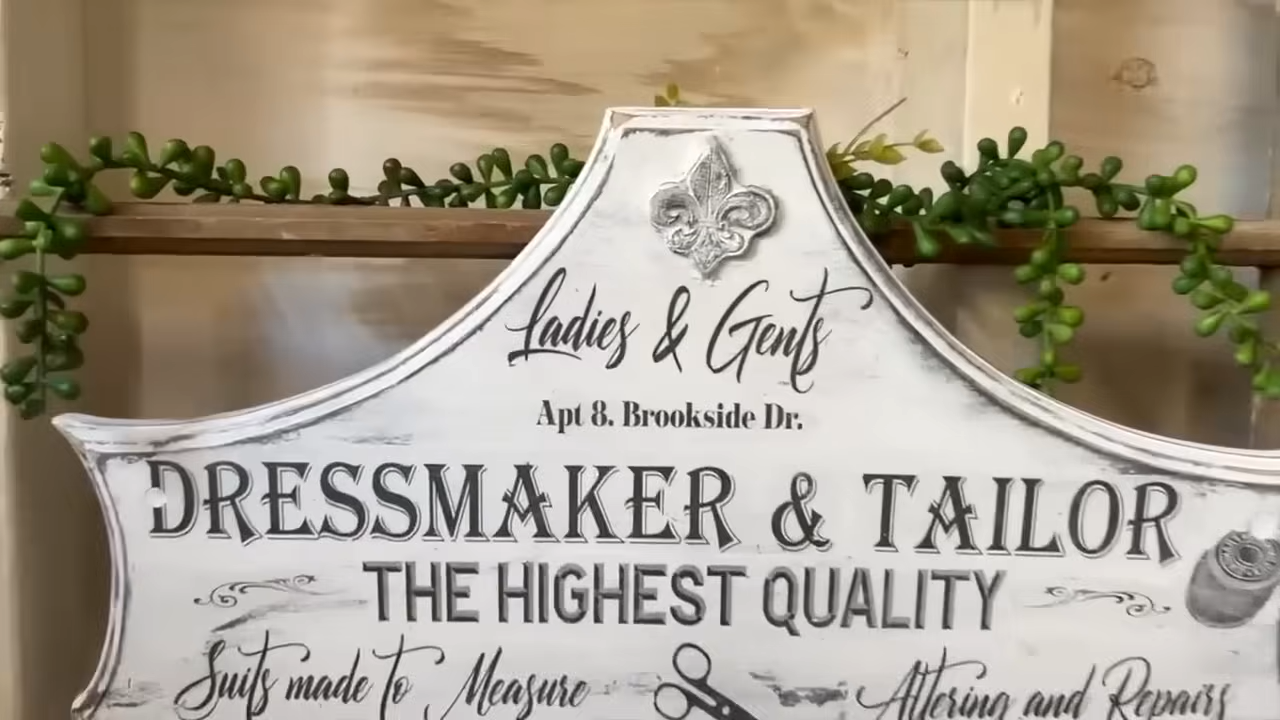 Ladies & Gents
Apt 8. Brookside Dr.
DRESSMAKER & TAILOR
THE HIGHEST QUALITY
Suits made to Measure
Altering and Repairs